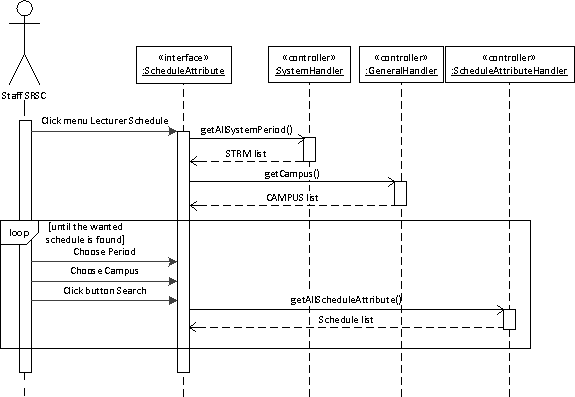 «interface»
:ScheduleAttribute
«controller»
:SystemHandler
«controller»
:GeneralHandler
«controller»
:ScheduleAttributeHandler
Staff SRSC
Click menu Lecturer Schedule
getAllSystemPeriod()
STRM list
getCampus()
CAMPUS list
loop
[until the wanted
schedule is found]
Choose Period
Choose Campus
Click button Search
getAllScheduleAttribute()
Schedule list